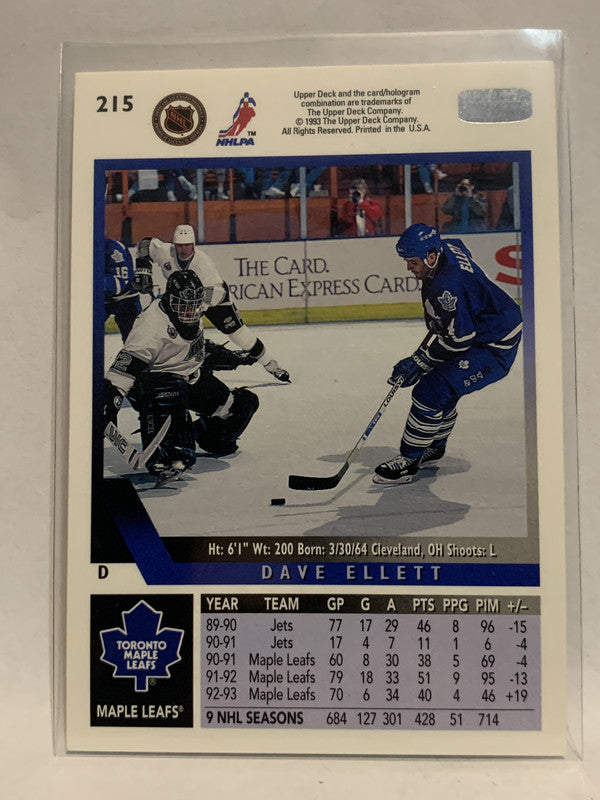 215
NHL
NHLPA
TM
Upper Deck and the card/hologram
combination are trademarks of
The Upper Deck Company.
© 1993 The Upper Deck Company.
All Rights Reserved. Printed in the U.S.A.
16
THE CARD.
RICAN EXPRESS CARD
ELLETT
2
LOUISVILLE
Ht: 6'1" Wt: 200 Born: 3/30/64 Cleveland, OH Shoots: L
D DAVE ELLETT
TORONTO
MAPLE
LEAFS
®
MAPLE LEAFS®
YEAR TEAM GP G A PTS PPG PIM +/–
89-90 Jets 77 17 29 46 8 96 -15
90-91 Jets 17 4 7 11 1 6 -4
90-91 Maple Leafs 60 8 30 38 5 69 -4
91-92 Maple Leafs 79 18 33 51 9 95 -13
92-93 Maple Leafs 70 6 34 40 4 46 +19
9 NHL SEASONS 684 127 301 428 51 714